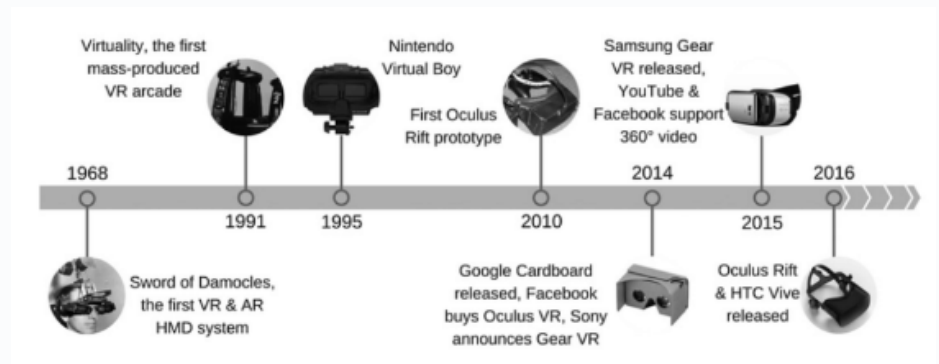 Virtuality, the first
mass-produced
VR arcade
Nintendo
Virtual Boy
First Oculus
Rift prototype
Samsung Gear
VR released,
YouTube &
Facebook support
360° video
1968
1991
1995
2010
2014
2015
2016
Sword of Damocles,
the first VR & AR
HMD system
Google Cardboard
released, Facebook
buys Oculus VR, Sony
announces Gear VR
Oculus Rift
& HTC Vive
released